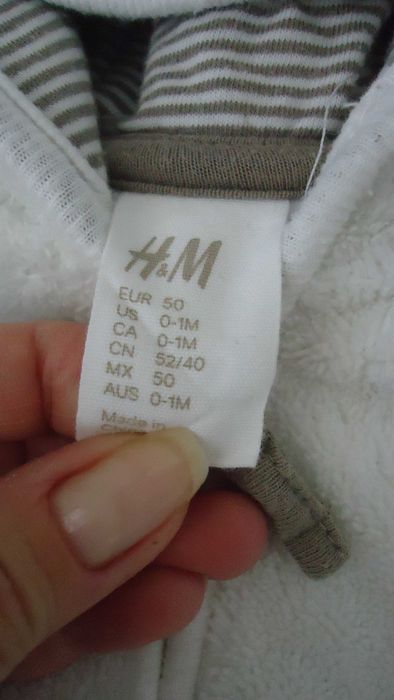 H&M
EUR 50
US 0-1M
CA 0-1M
CN 52/40
MX 50
AUS 0-1M
Made in